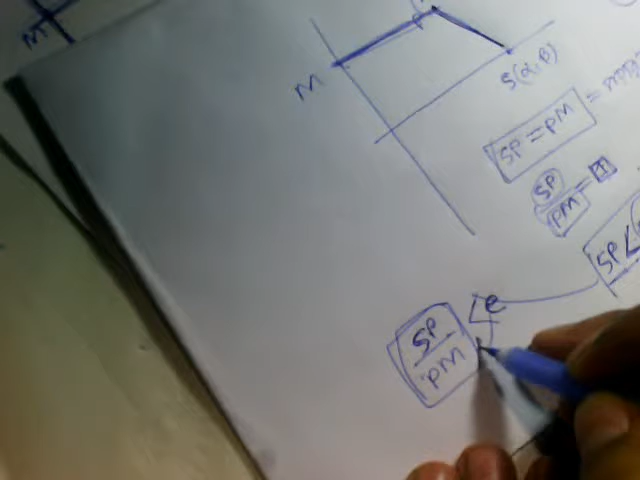 M
M
S(α,β)
SP = PM =
SP/PM = 1
SP <
SP/PM < e